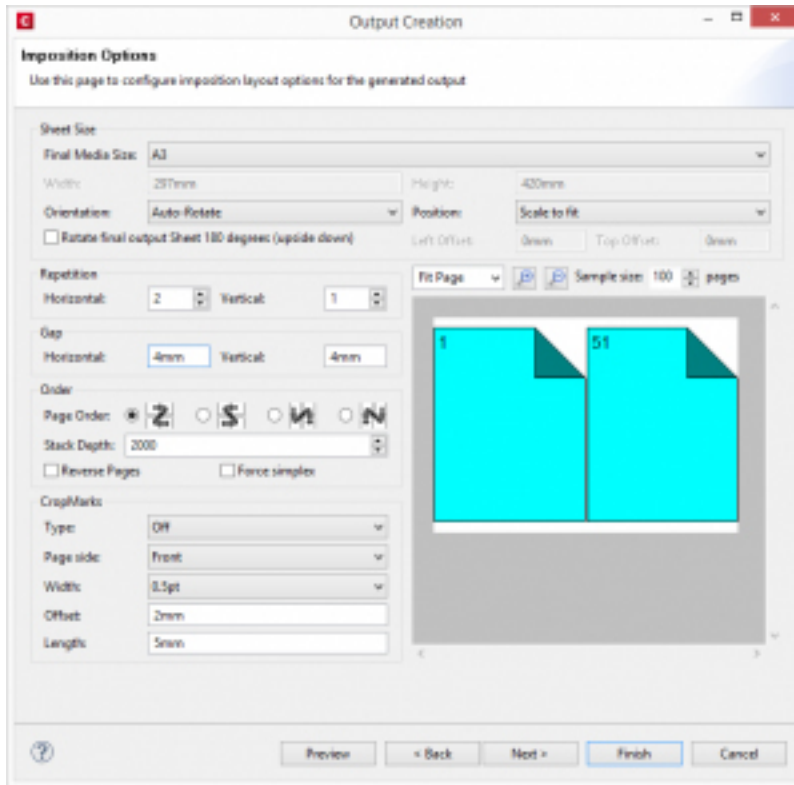 Output Creation
Imposition Options
Use this page to configure imposition layout options for the generated output
Sheet Size
Final Media Size: A3
Width: 297mm Height: 420mm
Orientation: Auto-Rotate Position: Scale to fit
Rotate final output Sheet 180 degrees (upside down) Left Offset: 0mm Top Offset: 0mm
Repetition
Horizontal: 2 Vertical: 1
Fit Page Sample size: 100 pages
Gap
Horizontal: 4mm Vertical: 4mm
Order
Page Order:
Stack Depth: 2000
Reverse Pages Force simplex
CropMarks
Type: Off
Page side: Front
Width: 0.5pt
Offset: 2mm
Length: 5mm
1 51
Preview < Back Next > Finish Cancel